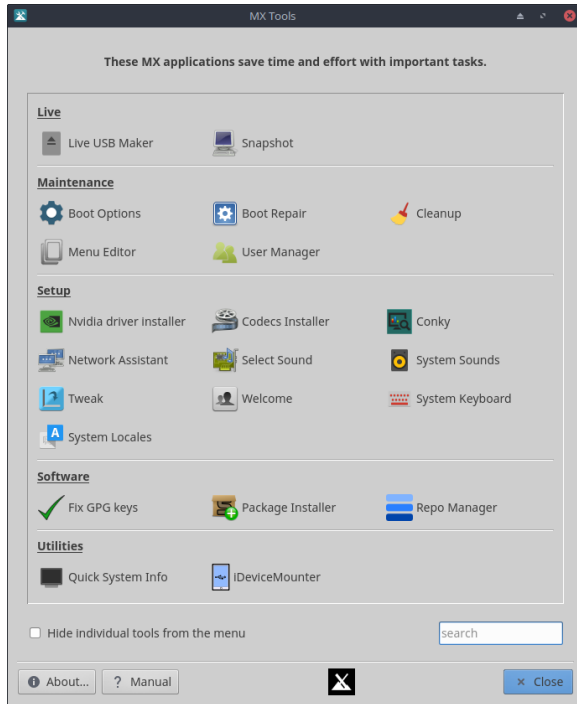 MX Tools
These MX applications save time and effort with important tasks.
Live
Live USB Maker
Snapshot
Maintenance
Boot Options
Boot Repair
Cleanup
Menu Editor
User Manager
Setup
Nvidia driver installer
Codecs Installer
Conky
Network Assistant
Select Sound
System Sounds
Tweak
Welcome
System Keyboard
System Locales
Software
Fix GPG keys
Package Installer
Repo Manager
Utilities
Quick System Info
iDeviceMounter
Hide individual tools from the menu
search
About...
? Manual
Close